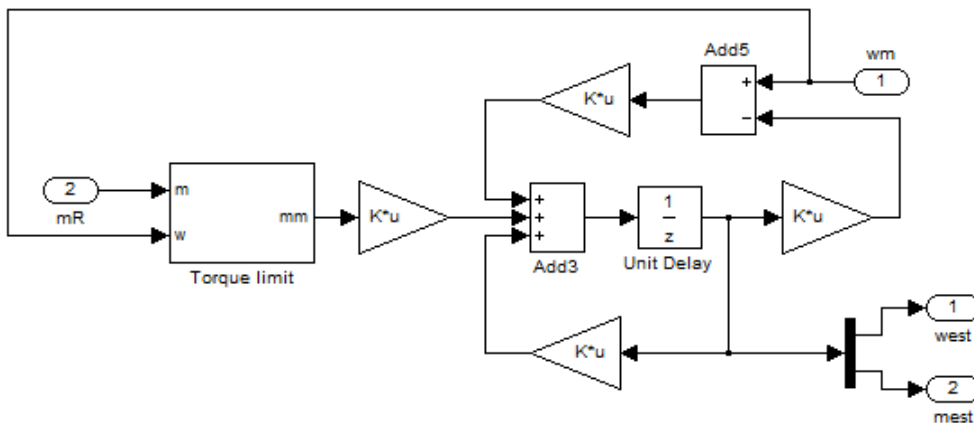 Add5
wm
1
K*u
+
−
2
mR
m
w
mm
Torque limit
K*u
+
+
+
Add3
1
z
Unit Delay
K*u
K*u
1
west
2
mest